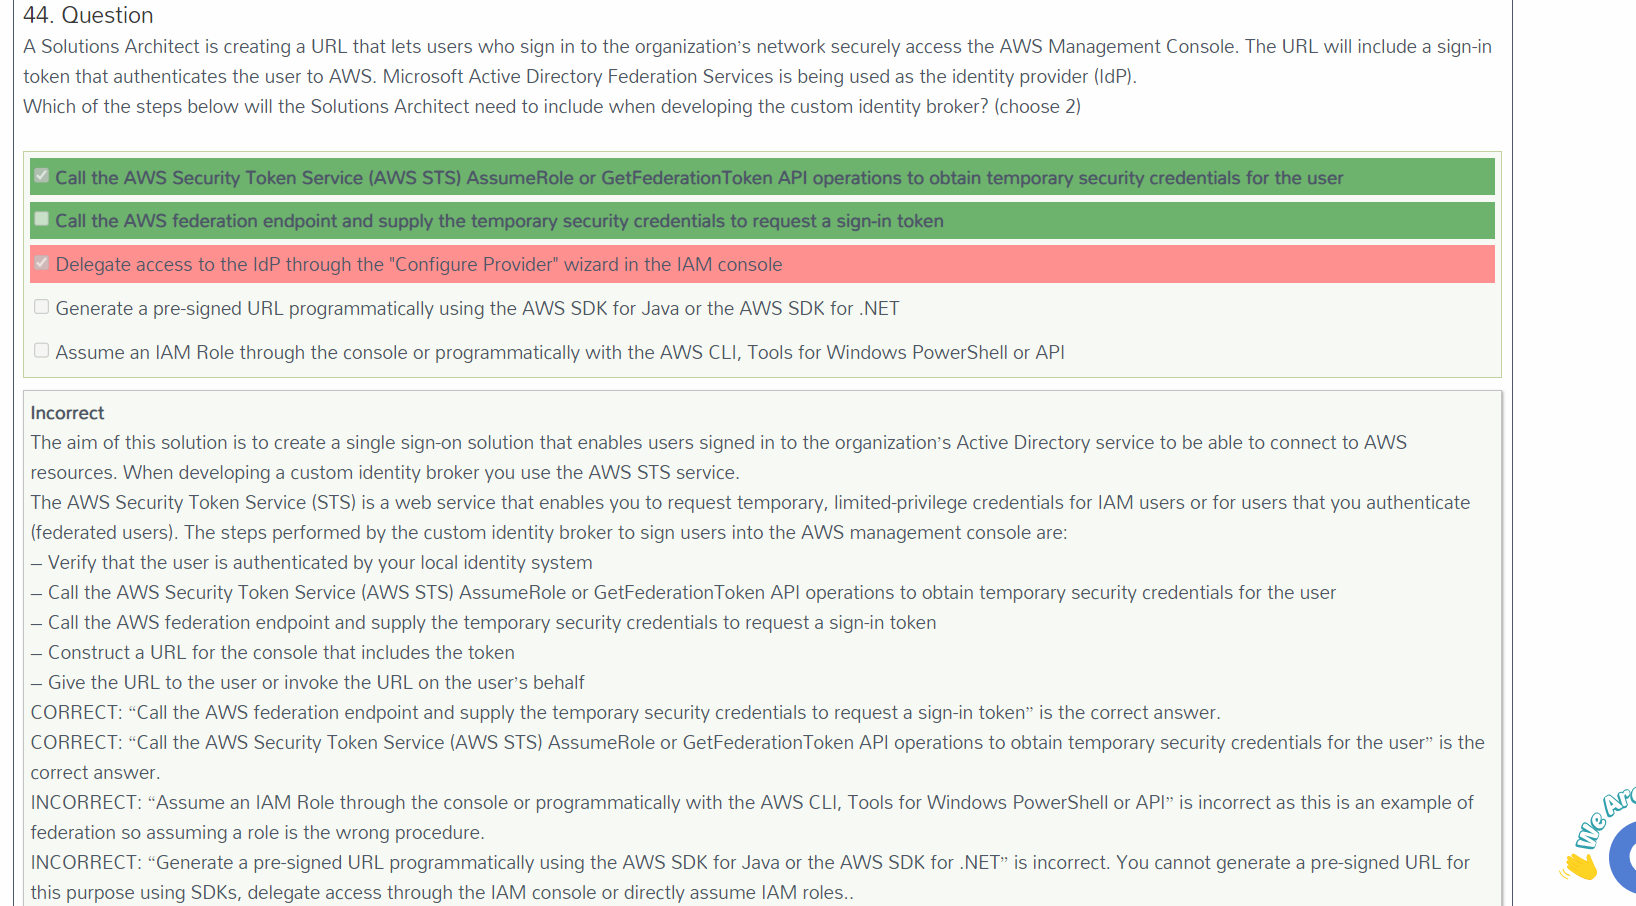 44. Question
A Solutions Architect is creating a URL that lets users who sign in to the organization’s network securely access the AWS Management Console. The URL will include a sign-in
token that authenticates the user to AWS. Microsoft Active Directory Federation Services is being used as the identity provider (IdP).
Which of the steps below will the Solutions Architect need to include when developing the custom identity broker? (choose 2)
Call the AWS Security Token Service (AWS STS) AssumeRole or GetFederationToken API operations to obtain temporary security credentials for the user
Call the AWS federation endpoint and supply the temporary security credentials to request a sign-in token
Delegate access to the IdP through the "Configure Provider" wizard in the IAM console
Generate a pre-signed URL programmatically using the AWS SDK for Java or the AWS SDK for .NET
Assume an IAM Role through the console or programmatically with the AWS CLI, Tools for Windows PowerShell or API
Incorrect
The aim of this solution is to create a single sign-on solution that enables users signed in to the organization’s Active Directory service to be able to connect to AWS
resources. When developing a custom identity broker you use the AWS STS service.
The AWS Security Token Service (STS) is a web service that enables you to request temporary, limited-privilege credentials for IAM users or for users that you authenticate
(federated users). The steps performed by the custom identity broker to sign users into the AWS management console are:
– Verify that the user is authenticated by your local identity system
– Call the AWS Security Token Service (AWS STS) AssumeRole or GetFederationToken API operations to obtain temporary security credentials for the user
– Call the AWS federation endpoint and supply the temporary security credentials to request a sign-in token
– Construct a URL for the console that includes the token
– Give the URL to the user or invoke the URL on the user’s behalf
CORRECT: “Call the AWS federation endpoint and supply the temporary security credentials to request a sign-in token” is the correct answer.
CORRECT: “Call the AWS Security Token Service (AWS STS) AssumeRole or GetFederationToken API operations to obtain temporary security credentials for the user” is the
correct answer.
INCORRECT: “Assume an IAM Role through the console or programmatically with the AWS CLI, Tools for Windows PowerShell or API” is incorrect as this is an example of
federation so assuming a role is the wrong procedure.
INCORRECT: “Generate a pre-signed URL programmatically using the AWS SDK for Java or the AWS SDK for .NET” is incorrect. You cannot generate a pre-signed URL for
this purpose using SDKs, delegate access through the IAM console or directly assume IAM roles..
We Are